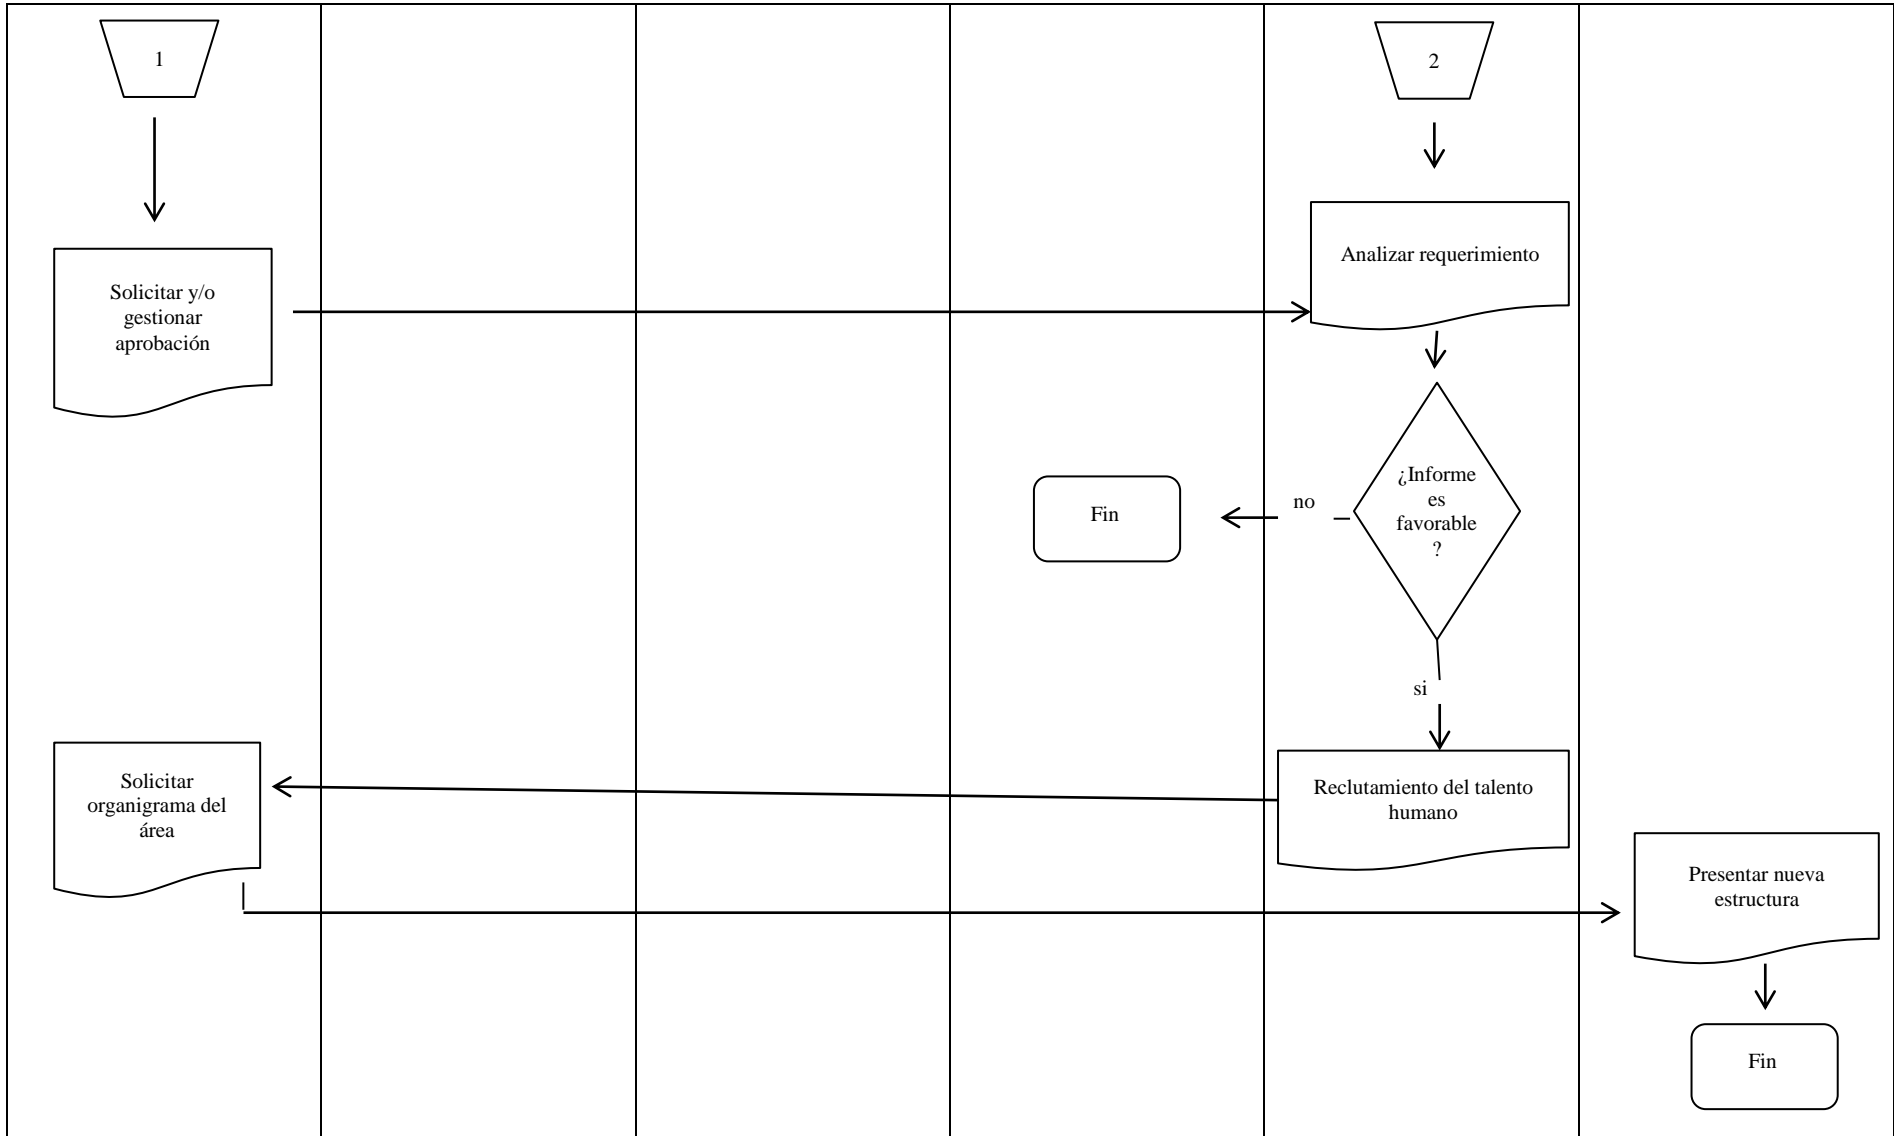 1
2
Solicitar y/o
gestionar
aprobación
Analizar requerimiento
¿Informe
es
favorable
?
no
Fin
si
Solicitar
organigrama del
área
Reclutamiento del talento
humano
Presentar nueva
estructura
Fin